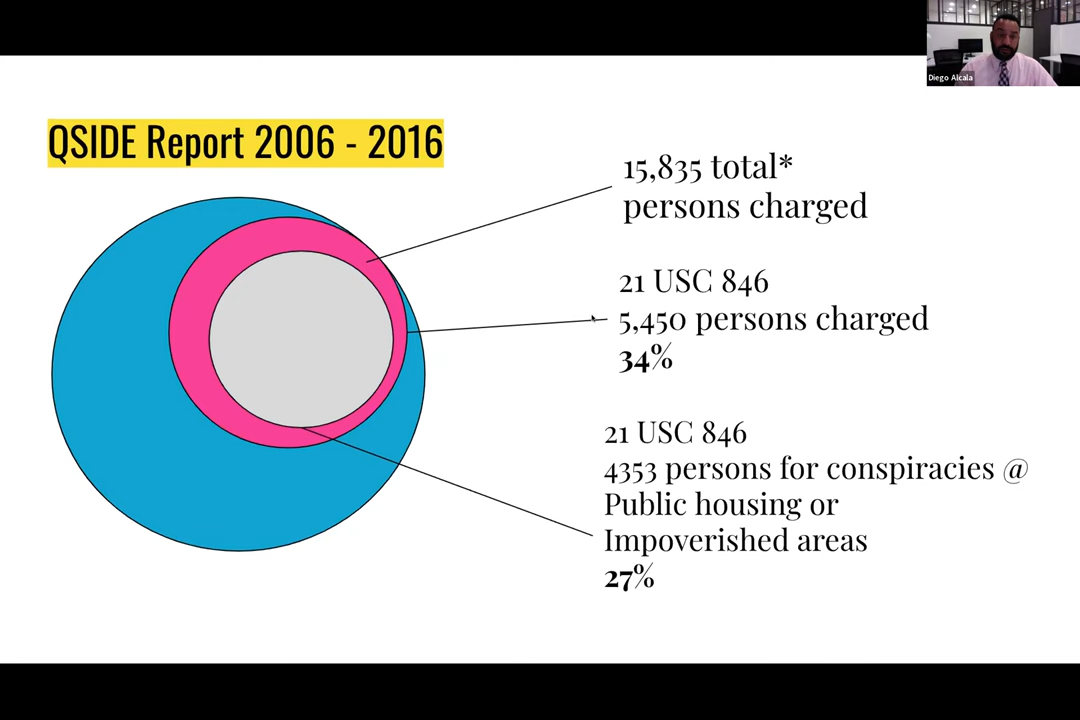 Diego Alcala
QSIDE Report 2006 - 2016
15,835 total*
persons charged
21 USC 846
5,450 persons charged
34%
21 USC 846
4353 persons for conspiracies @
Public housing or
Impoverished areas
27%